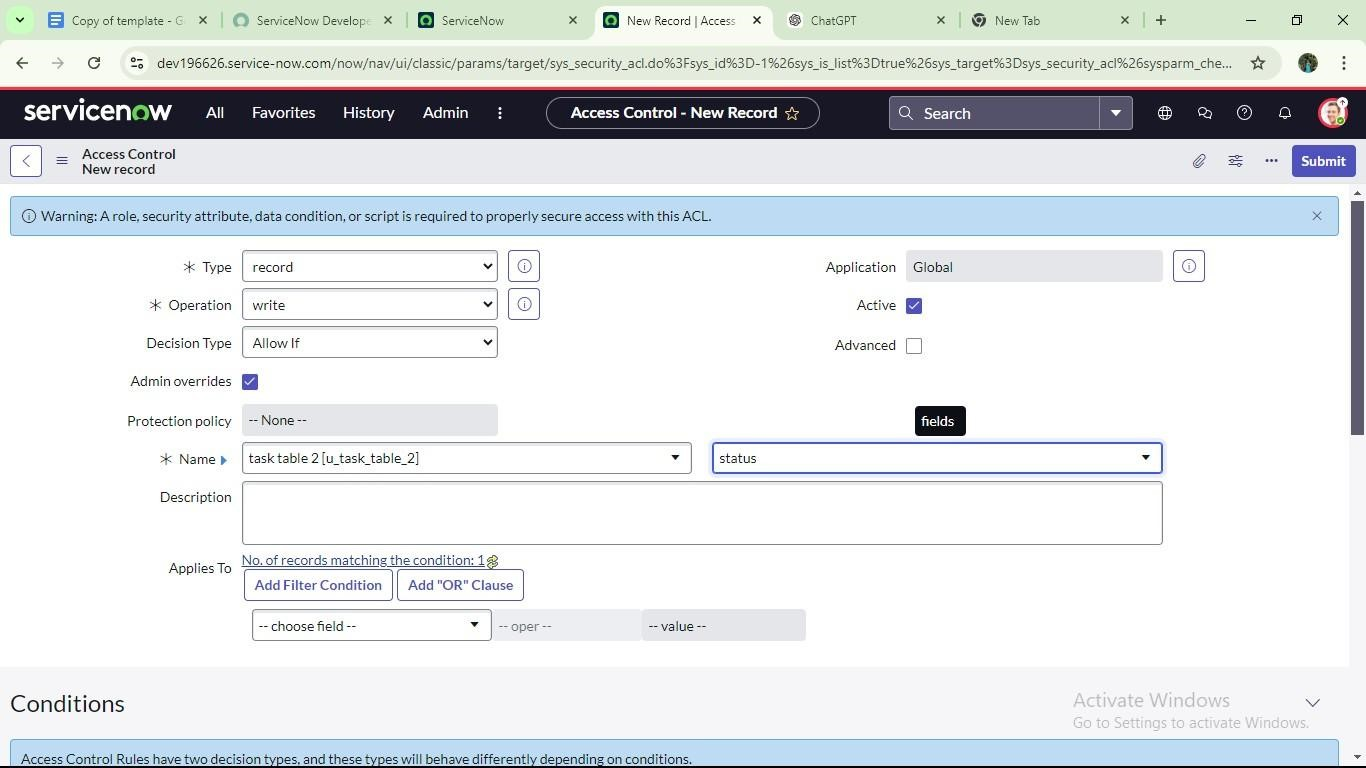 Copy of template - G
ServiceNow Develope
ServiceNow
New Record | Access
ChatGPT
New Tab
dev196626.service-now.com/now/nav/ui/classic/params/target/sys_security_acl.do%3Fsys_id%3D-1%26sys_is_list%3Dtrue%26sys_target%3Dsys_security_acl%26sysparm_che...
servicenow All Favorites History Admin Access Control - New Record Search
Access Control
New record
Submit
Warning: A role, security attribute, data condition, or script is required to properly secure access with this ACL.
Type record Application Global
Operation write Active
Decision Type Allow If Advanced
Admin overrides
Protection policy -- None -- fields
Name task table 2 [u_task_table_2] status
Description
Applies To No. of records matching the condition: 1
Add Filter Condition Add "OR" Clause
-- choose field -- -- oper -- -- value --
Conditions
Activate Windows
Go to Settings to activate Windows.
Access Control Rules have two decision types, and these types will behave differently depending on conditions.